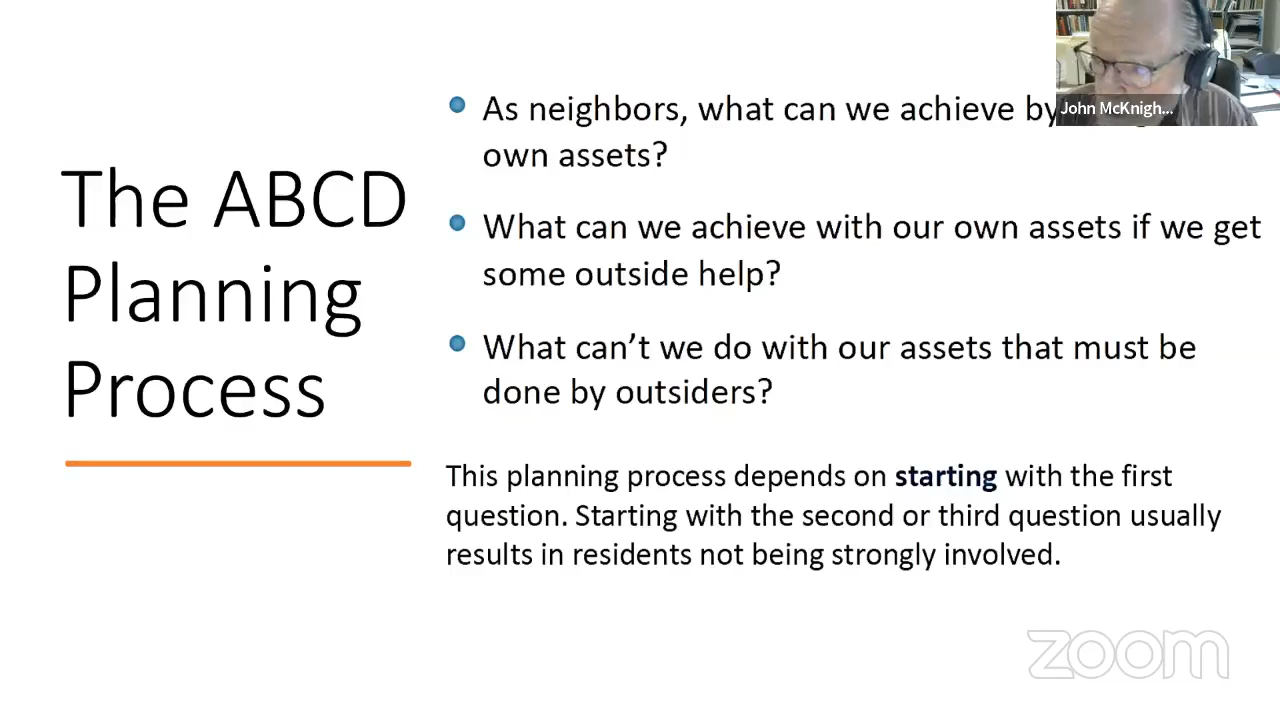 The ABCD
Planning
Process
As neighbors, what can we achieve by
own assets?
What can we achieve with our own assets if we get
some outside help?
What can’t we do with our assets that must be
done by outsiders?
This planning process depends on starting with the first
question. Starting with the second or third question usually
results in residents not being strongly involved.
John McKnigh...
zoom